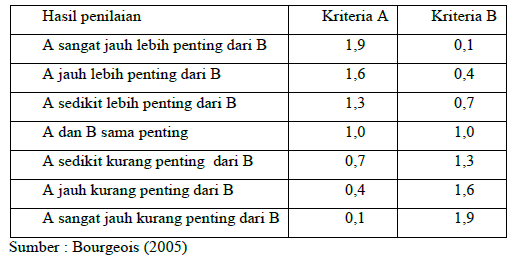 Hasil penilaian Kriteria A Kriteria B
A sangat jauh lebih penting dari B 1,9 0,1
A jauh lebih penting dari B 1,6 0,4
A sedikit lebih penting dari B 1,3 0,7
A dan B sama penting 1,0 1,0
A sedikit kurang penting dari B 0,7 1,3
A jauh kurang penting dari B 0,4 1,6
A sangat jauh kurang penting dari B 0,1 1,9
Sumber : Bourgeois (2005)